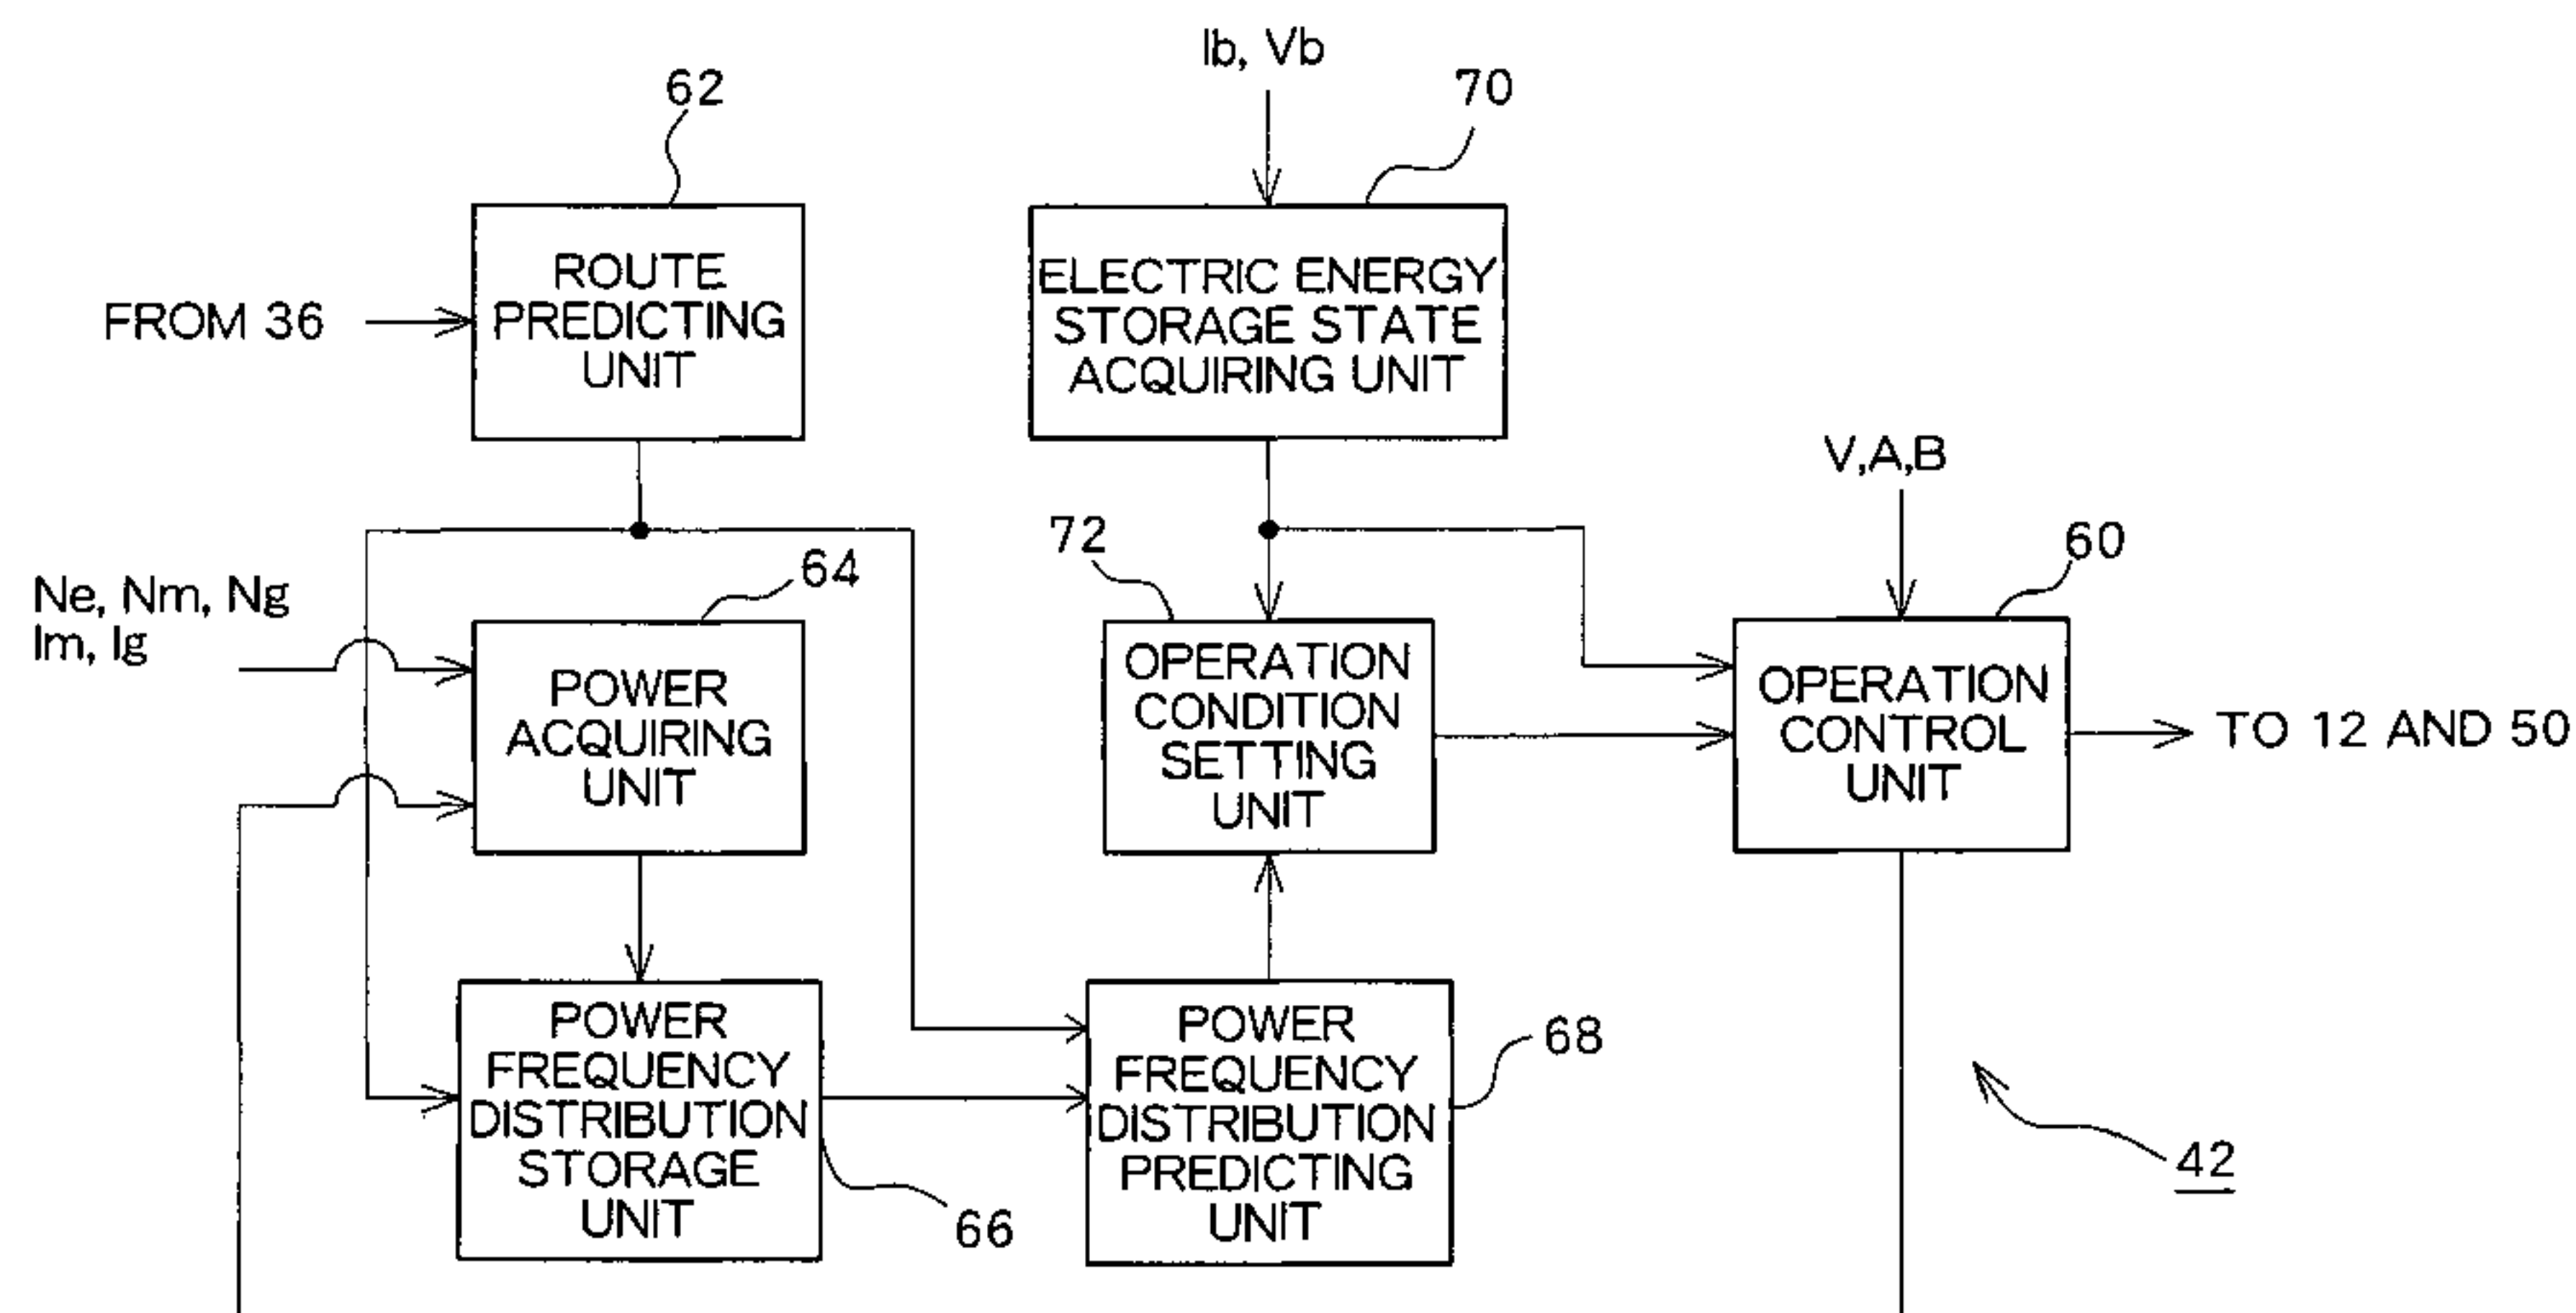 Ib, Vb
62
70
ROUTE
PREDICTING
UNIT
FROM 36
ELECTRIC ENERGY
STORAGE STATE
ACQUIRING UNIT
V,A,B
72
60
64
Ne, Nm, Ng
Im, Ig
POWER
ACQUIRING
UNIT
OPERATION
CONDITION
SETTING
UNIT
OPERATION
CONTROL
UNIT
TO 12 AND 50
POWER
FREQUENCY
DISTRIBUTION
STORAGE
UNIT
66
POWER
FREQUENCY
DISTRIBUTION
PREDICTING
UNIT
68
42